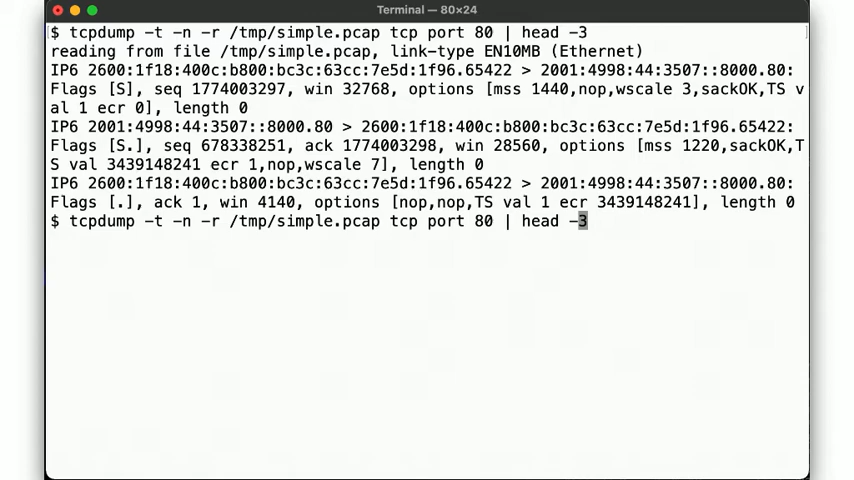 Terminal — 80×24
$ tcpdump -t -n -r /tmp/simple.pcap tcp port 80 | head -3
reading from file /tmp/simple.pcap, link-type EN10MB (Ethernet)
IP6 2600:1f18:400c:b800:bc3c:63cc:7e5d:1f96.65422 > 2001:4998:44:3507::8000.80:
Flags [S], seq 1774003297, win 32768, options [mss 1440,nop,wscale 3,sackOK,TS v
al 1 ecr 0], length 0
IP6 2001:4998:44:3507::8000.80 > 2600:1f18:400c:b800:bc3c:63cc:7e5d:1f96.65422:
Flags [S.], seq 678338251, ack 1774003298, win 28560, options [mss 1220,sackOK,T
S val 3439148241 ecr 1,nop,wscale 7], length 0
IP6 2600:1f18:400c:b800:bc3c:63cc:7e5d:1f96.65422 > 2001:4998:44:3507::8000.80:
Flags [.], ack 1, win 4140, options [nop,nop,TS val 1 ecr 3439148241], length 0
$ tcpdump -t -n -r /tmp/simple.pcap tcp port 80 | head -3